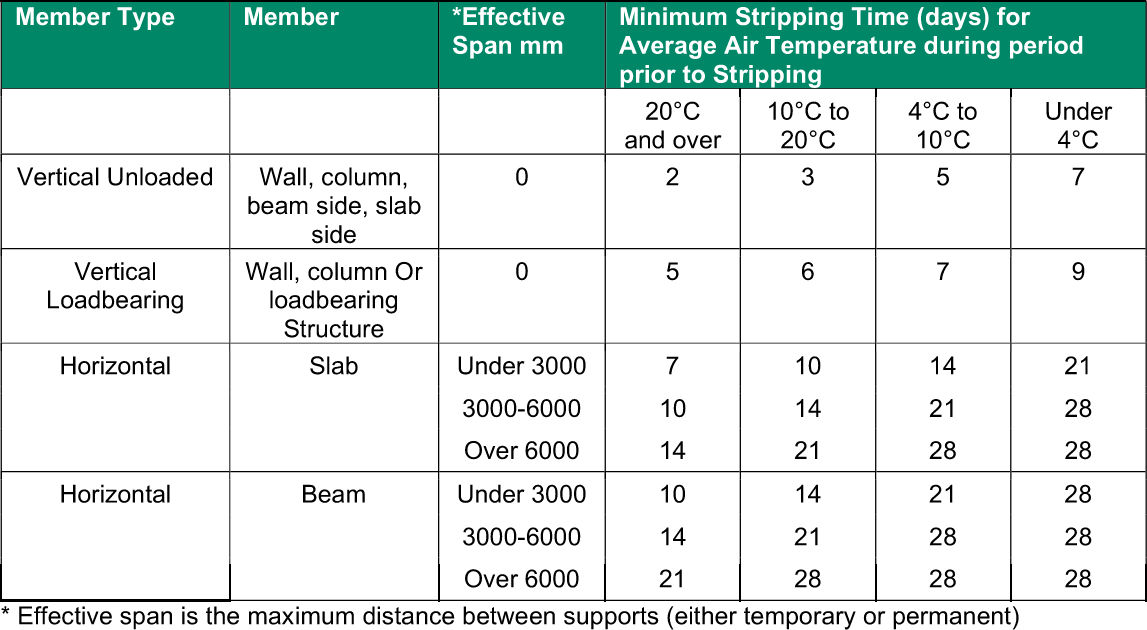 Member Type Member *Effective Span mm Minimum Stripping Time (days) for Average Air Temperature during period prior to Stripping
20°C and over 10°C to 20°C 4°C to 10°C Under 4°C
Vertical Unloaded Wall, column, beam side, slab side 0 2 3 5 7
Vertical Loadbearing Wall, column Or loadbearing Structure 0 5 6 7 9
Horizontal Slab Under 3000 7 10 14 21
3000-6000 10 14 21 28
Over 6000 14 21 28 28
Horizontal Beam Under 3000 10 14 21 28
3000-6000 14 21 28 28
Over 6000 21 28 28 28
* Effective span is the maximum distance between supports (either temporary or permanent)